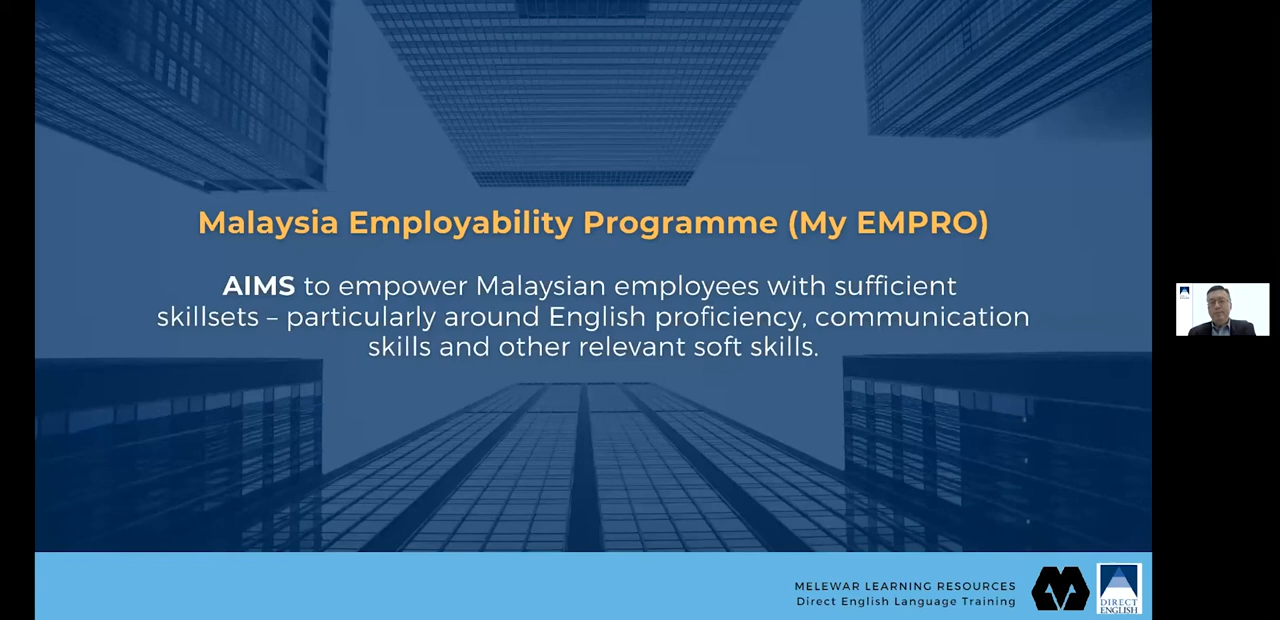 Malaysia Employability Programme (My EMPRO)
AIMS to empower Malaysian employees with sufficient
skillsets – particularly around English proficiency, communication
skills and other relevant soft skills.
MELEWAR LEARNING RESOURCES
Direct English Language Training
DIRECT
ENGLISH